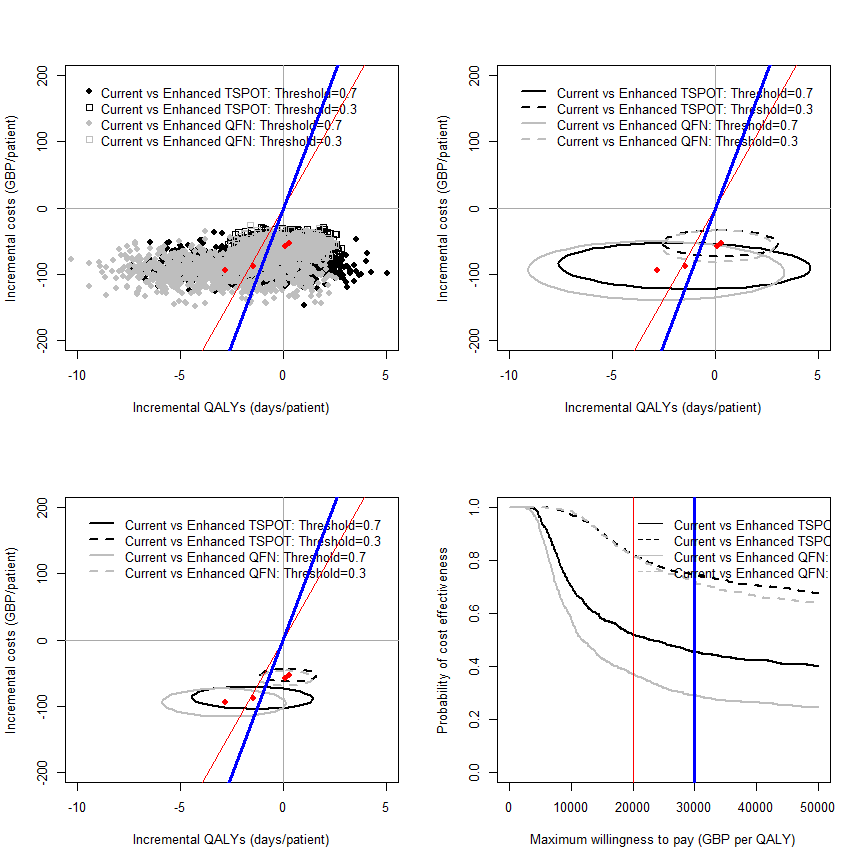 200
100
0
-100
-200
Incremental costs (GBP/patient)
Current vs Enhanced TSPOT: Threshold=0.7
Current vs Enhanced TSPOT: Threshold=0.3
Current vs Enhanced QFN: Threshold=0.7
Current vs Enhanced QFN: Threshold=0.3
-10
-5
0
5
Incremental QALYs (days/patient)
200
100
0
-100
-200
Incremental costs (GBP/patient)
Current vs Enhanced TSPOT: Threshold=0.7
Current vs Enhanced TSPOT: Threshold=0.3
Current vs Enhanced QFN: Threshold=0.7
Current vs Enhanced QFN: Threshold=0.3
-10
-5
0
5
Incremental QALYs (days/patient)
200
100
0
-100
-200
Incremental costs (GBP/patient)
Current vs Enhanced TSPOT: Threshold=0.7
Current vs Enhanced TSPOT: Threshold=0.3
Current vs Enhanced QFN: Threshold=0.7
Current vs Enhanced QFN: Threshold=0.3
-10
-5
0
5
Incremental QALYs (days/patient)
1.0
0.8
0.6
0.4
0.2
0.0
Probability of cost effectiveness
Current vs Enhanced TSPO
Current vs Enhanced TSPO
Current vs Enhanced QFN:
Current vs Enhanced QFN:
0
10000
20000
30000
40000
50000
Maximum willingness to pay (GBP per QALY)